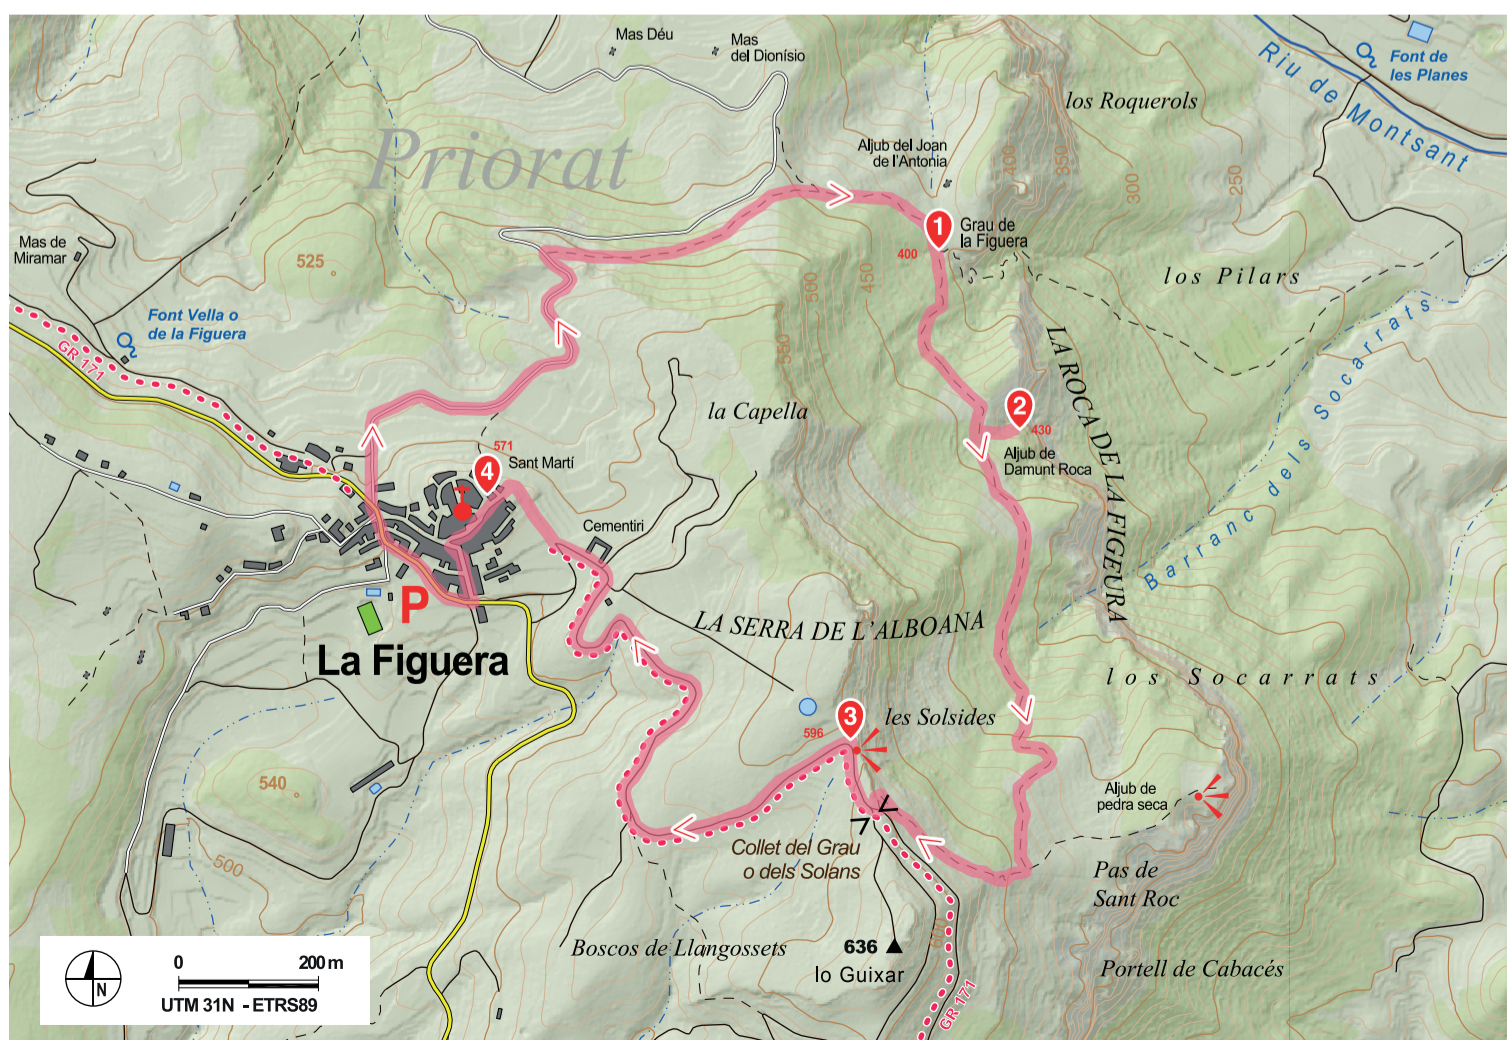 Mas Déu
Mas
del Dionísio
Font de
les Planes
Riu de Montsant
los Roquerols
Priorat
Aljub del Joan
de l'Antonia
400
350
300
250
1
Grau de
la Figuera
400
Mas de
Miramar
525
los Pilars
500
450
550
Font Vella o
de la Figuera
GR 171
LA ROCA DE LA FIGEURA
Barranc dels Socarrats
la Capella
2
430
Aljub de
Damunt Roca
571
4
Sant Martí
Cementiri
P
La Figuera
LA SERRA DE L'ALBOANA
los Socarrats
3
596
les Solsides
540
Aljub de
pedra seca
Collet del Grau
o dels Solans
500
Pas de
Sant Roc
Boscos de Llangossets
636
lo Guixar
Portell de Cabacés
GR 171
N
0
200 m
UTM 31N - ETRS89